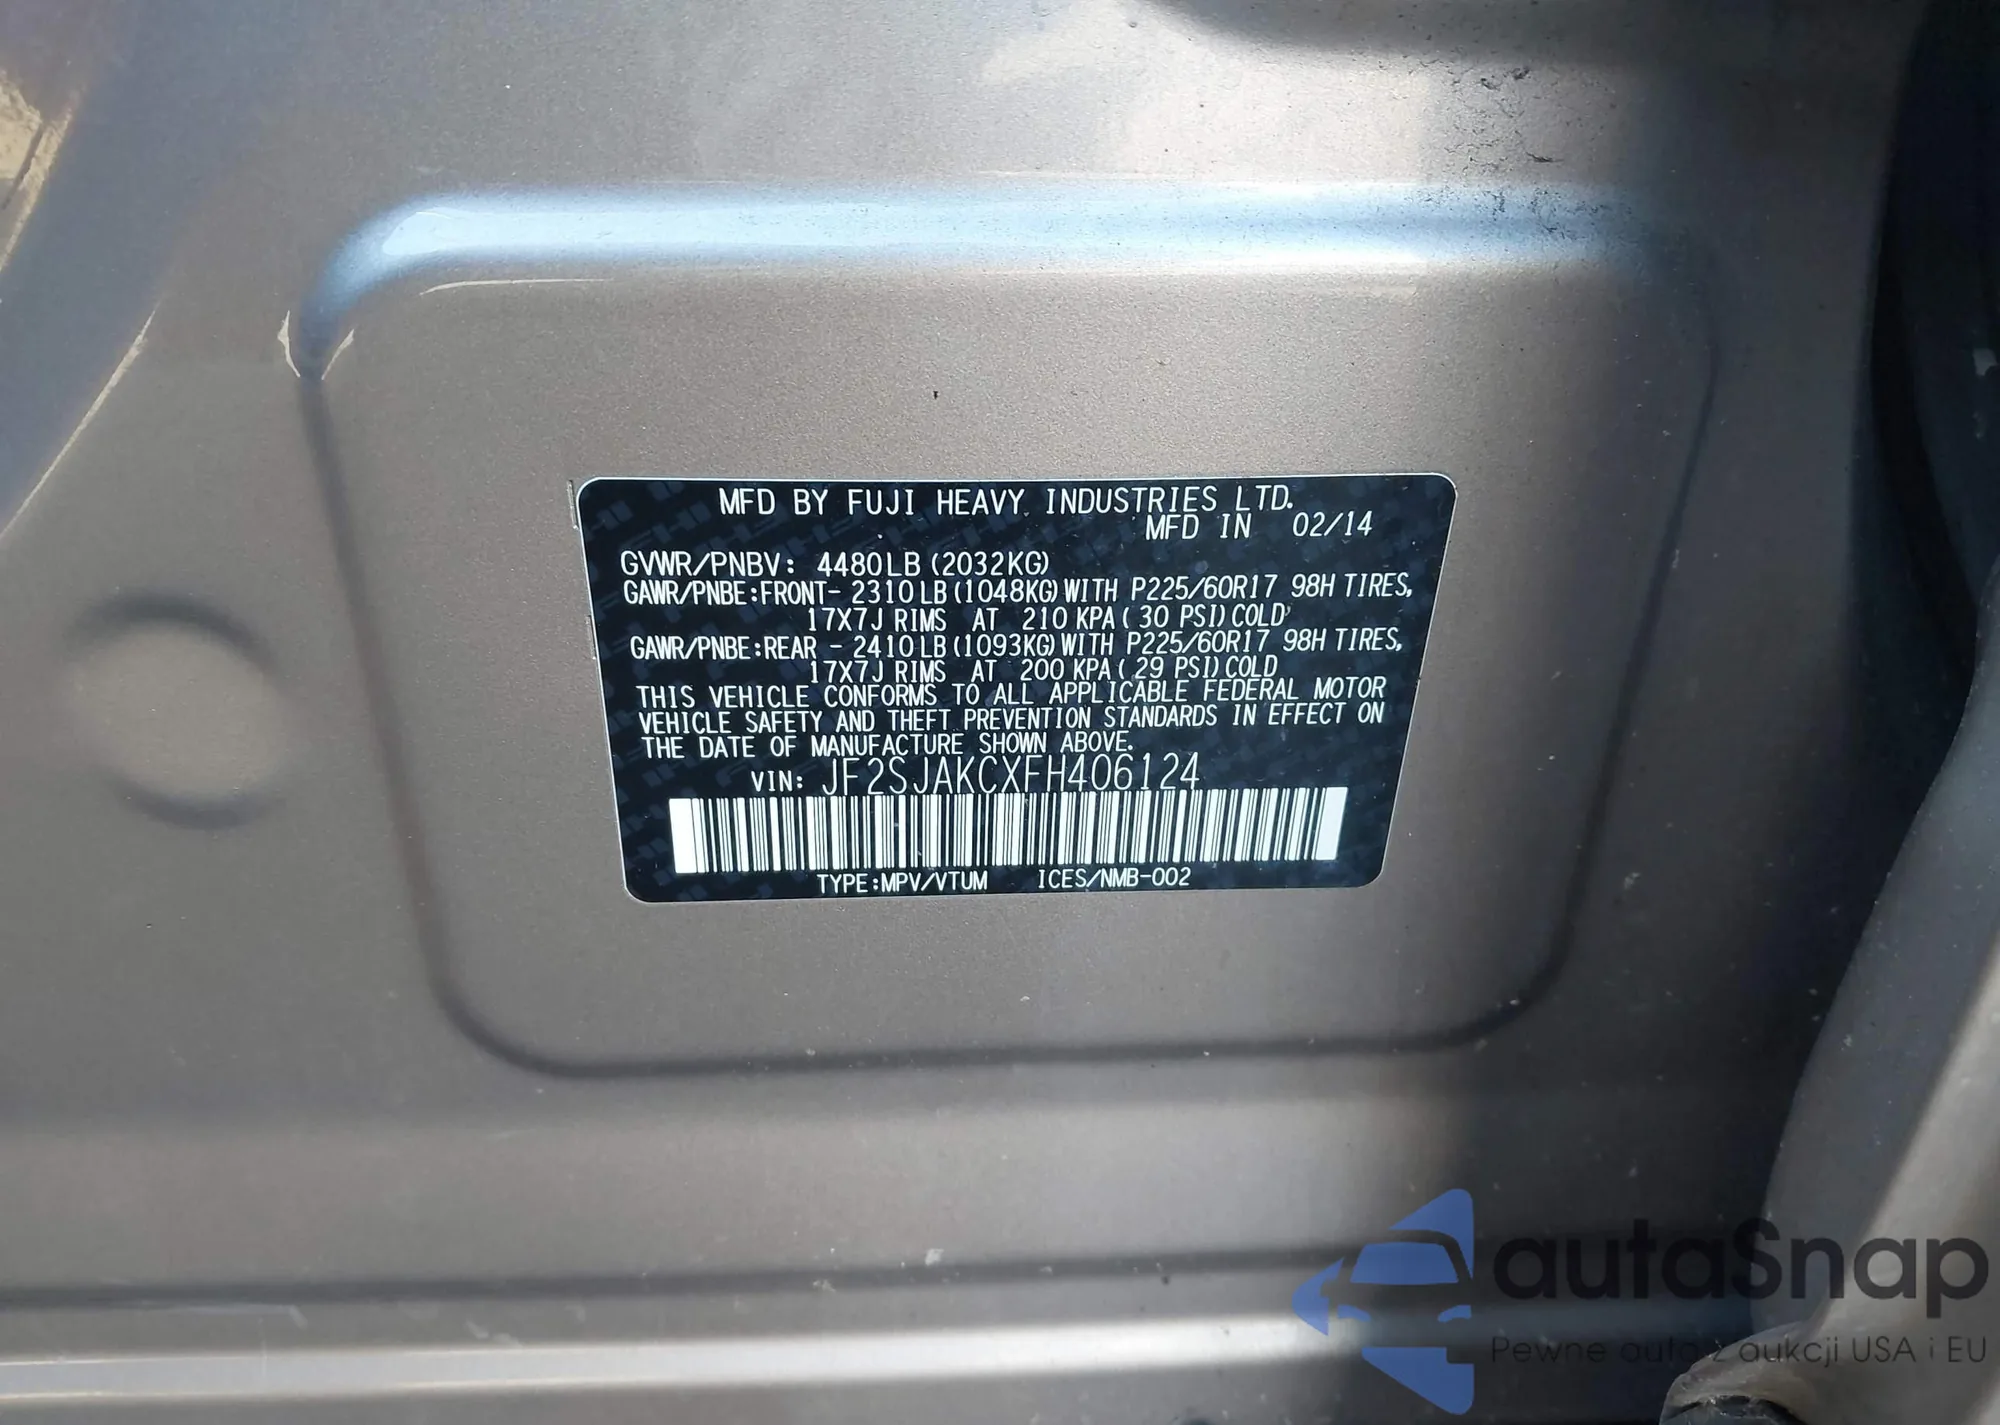 MFD BY FUJI HEAVY INDUSTRIES LTD.
MFD IN 02/14
GVWR/PNBV: 4480LB (2032KG)
GAWR/PNBE:FRONT- 2310LB(1048KG)WITH P225/60R17 98H TIRES,
17X7J RIMS AT 210 KPA( 30 PSI)COLD
GAWR/PNBE:REAR - 2410LB(1093KG)WITH P225/60R17 98H TIRES,
17X7J RIMS AT 200 KPA( 29 PSI)COLD
THIS VEHICLE CONFORMS TO ALL APPLICABLE FEDERAL MOTOR
VEHICLE SAFETY AND THEFT PREVENTION STANDARDS IN EFFECT ON
THE DATE OF MANUFACTURE SHOWN ABOVE.
VIN: JF2SJAKCXFH406124
TYPE:MPV/VTUM ICES/NMB-002
autaSnap
Pewne auta z aukcji USA i EU